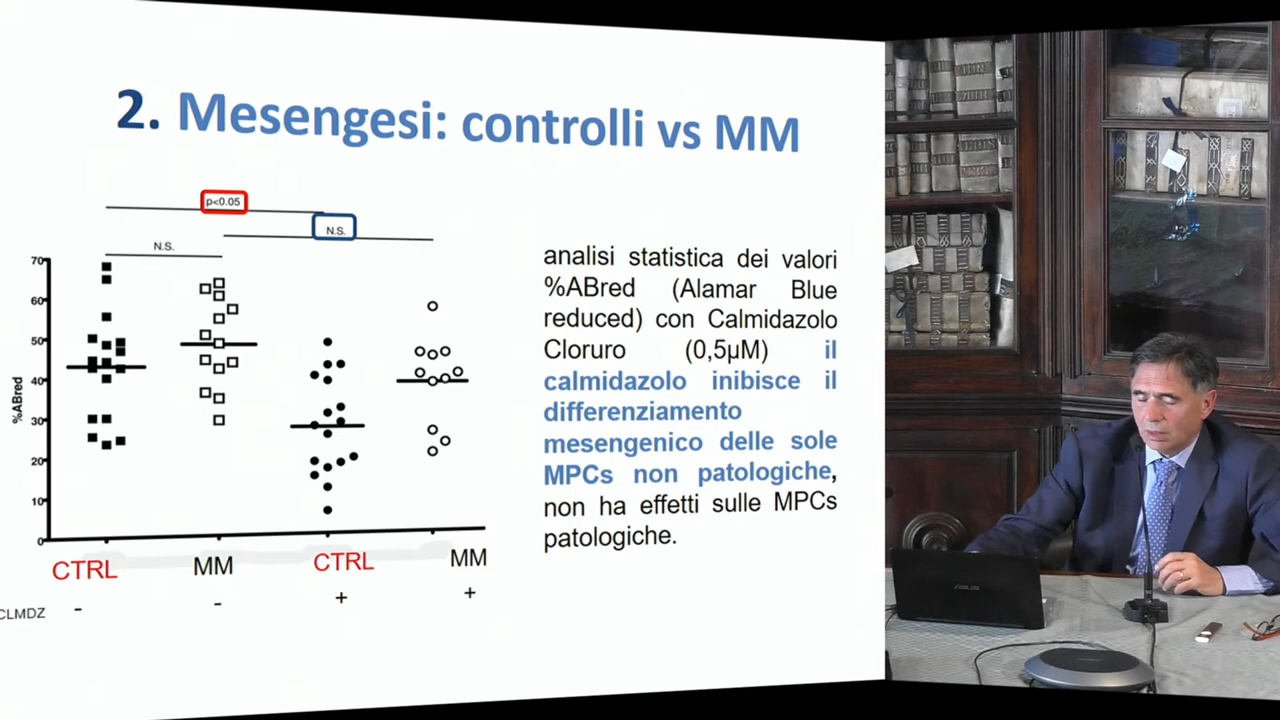 2. Mesengesi: controlli vs MM
p<0.05
N.S.
N.S.
70
60
50
40
30
20
10
0
%ABred
CTRL MM CTRL MM
CLMDZ - - + +
analisi statistica dei valori
%ABred (Alamar Blue
reduced) con Calmidazolo
Cloruro (0,5µM) il
calmidazolo inibisce il
differenziamento
mesengenico delle sole
MPCs non patologiche,
non ha effetti sulle MPCs
patologiche.
ASUS